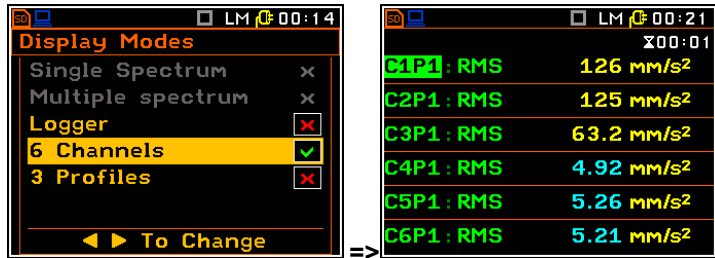 SD LM 00:14
Display Modes
Single Spectrum ×
Multiple spectrum ×
Logger
6 Channels
3 Profiles
◄ ► To Change
=>
SD LM 00:21
00:01
C1P1:RMS 126 mm/s²
C2P1:RMS 125 mm/s²
C3P1:RMS 63.2 mm/s²
C4P1:RMS 4.92 mm/s²
C5P1:RMS 5.26 mm/s²
C6P1:RMS 5.21 mm/s²